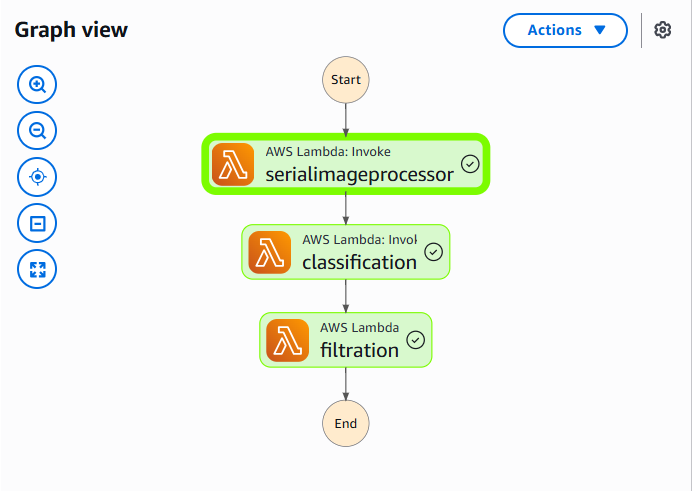 Graph view
Actions
Start
AWS Lambda: Invoke
serialimageprocessor
AWS Lambda: Invol
classification
AWS Lambda
filtration
End